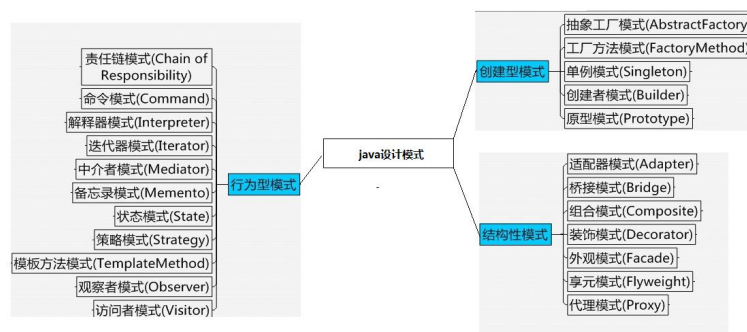 责任链模式(Chain of
Responsibility)
命令模式(Command)
解释器模式(Interpreter)
迭代器模式(Iterator)
中介者模式(Mediator)
备忘录模式(Memento)
状态模式(State)
策略模式(Strategy)
模板方法模式(TemplateMethod)
观察者模式(Observer)
访问者模式(Visitor)
行为型模式
java设计模式
创建型模式
抽象工厂模式(AbstractFactory
工厂方法模式(FactoryMethod)
单例模式(Singleton)
创建者模式(Builder)
原型模式(Prototype)
结构性模式
适配器模式(Adapter)
桥接模式(Bridge)
组合模式(Composite)
装饰模式(Decorator)
外观模式(Facade)
享元模式(Flyweight)
代理模式(Proxy)